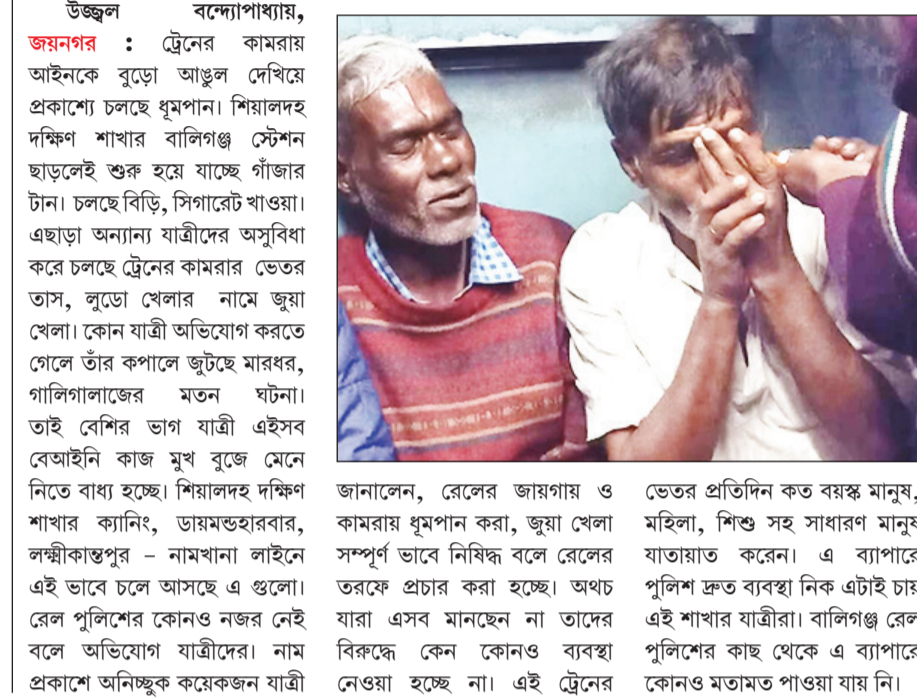 উজ্জ্বল বন্দ্যোপাধ্যায়,
জয়নগর : ট্রেনের কামরায়
আইনকে বুড়ো আঙুল দেখিয়ে
প্রকাশ্যে চলছে ধূমপান। শিয়ালদহ
দক্ষিণ শাখার বালিগঞ্জ স্টেশন
ছাড়লেই শুরু হয়ে যাচ্ছে গাঁজার
টান। চলছে বিড়ি, সিগারেট খাওয়া।
এছাড়া অন্যান্য যাত্রীদের অসুবিধা
করে চলছে ট্রেনের কামরার ভেতর
তাস, লুডো খেলার নামে জুয়া
খেলা। কোন যাত্রী অভিযোগ করতে
গেলে তাঁর কপালে জুটছে মারধর,
গালিগালাজের মতন ঘটনা।
তাই বেশির ভাগ যাত্রী এইসব
বেআইনি কাজ মুখ বুজে মেনে
নিতে বাধ্য হচ্ছে। শিয়ালদহ দক্ষিণ
শাখার ক্যানিং, ডায়মন্ডহারবার,
লক্ষ্মীকান্তপুর – নামখানা লাইনে
এই ভাবে চলে আসছে এ গুলো।
রেল পুলিশের কোনও নজর নেই
বলে অভিযোগ যাত্রীদের। নাম
প্রকাশে অনিচ্ছুক কয়েকজন যাত্রী
জানালেন, রেলের জায়গায় ও
কামরায় ধূমপান করা, জুয়া খেলা
সম্পূর্ণ ভাবে নিষিদ্ধ বলে রেলের
তরফে প্রচার করা হচ্ছে। অথচ
যারা এসব মানছেন না তাদের
বিরুদ্ধে কেন কোনও ব্যবস্থা
নেওয়া হচ্ছে না। এই ট্রেনের
ভেতর প্রতিদিন কত বয়স্ক মানুষ,
মহিলা, শিশু সহ সাধারণ মানুষ
যাতায়াত করেন। এ ব্যাপারে
পুলিশ দ্রুত ব্যবস্থা নিক এটাই চায়
এই শাখার যাত্রীরা। বালিগঞ্জ রেল
পুলিশের কাছ থেকে এ ব্যাপারে
কোনও মতামত পাওয়া যায় নি।